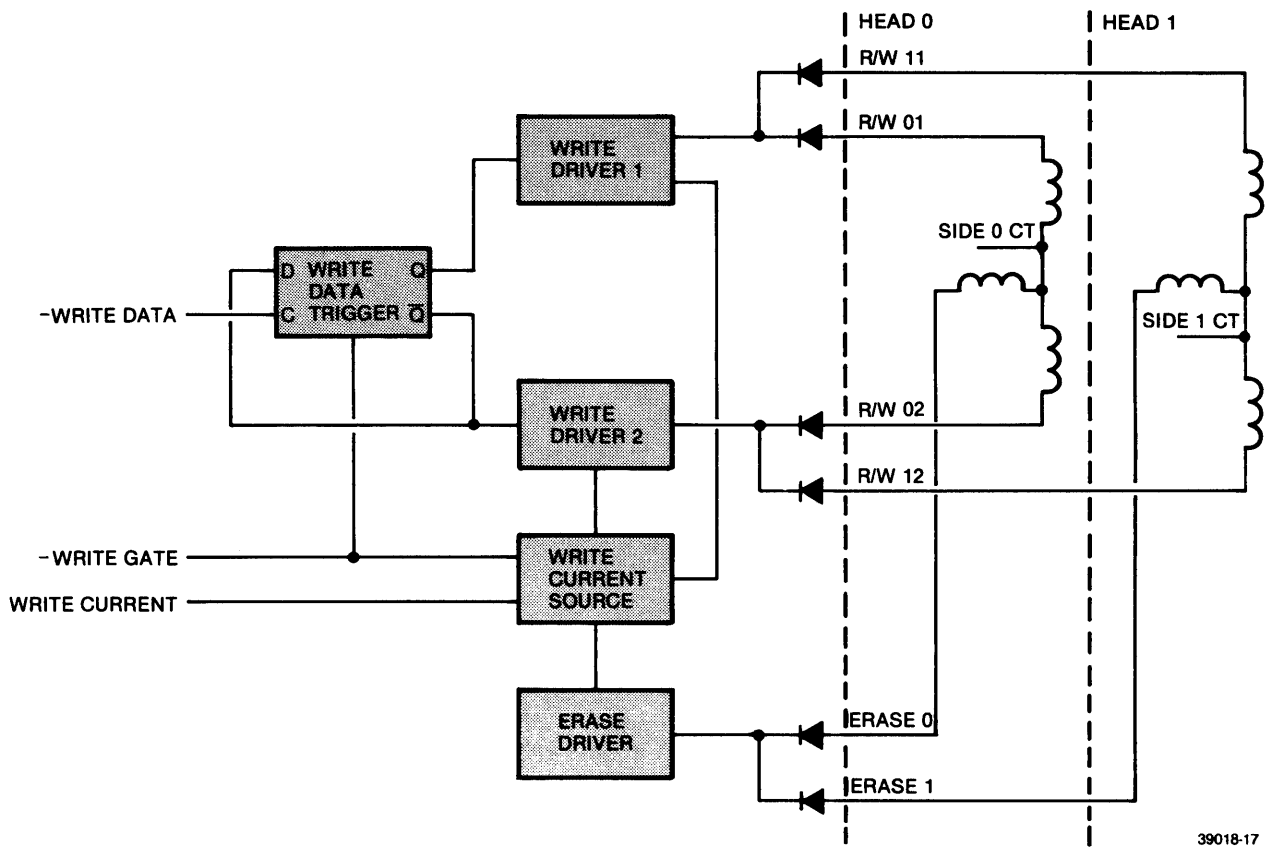 HEAD 0
HEAD 1
R/W 11
R/W 01
WRITE
DRIVER 1
SIDE 0 CT
D WRITE Q
DATA
C TRIGGER Q̅
-WRITE DATA
SIDE 1 CT
WRITE
DRIVER 2
R/W 02
R/W 12
-WRITE GATE
WRITE CURRENT
WRITE
CURRENT
SOURCE
ERASE
DRIVER
ERASE 0
ERASE 1
39018-17